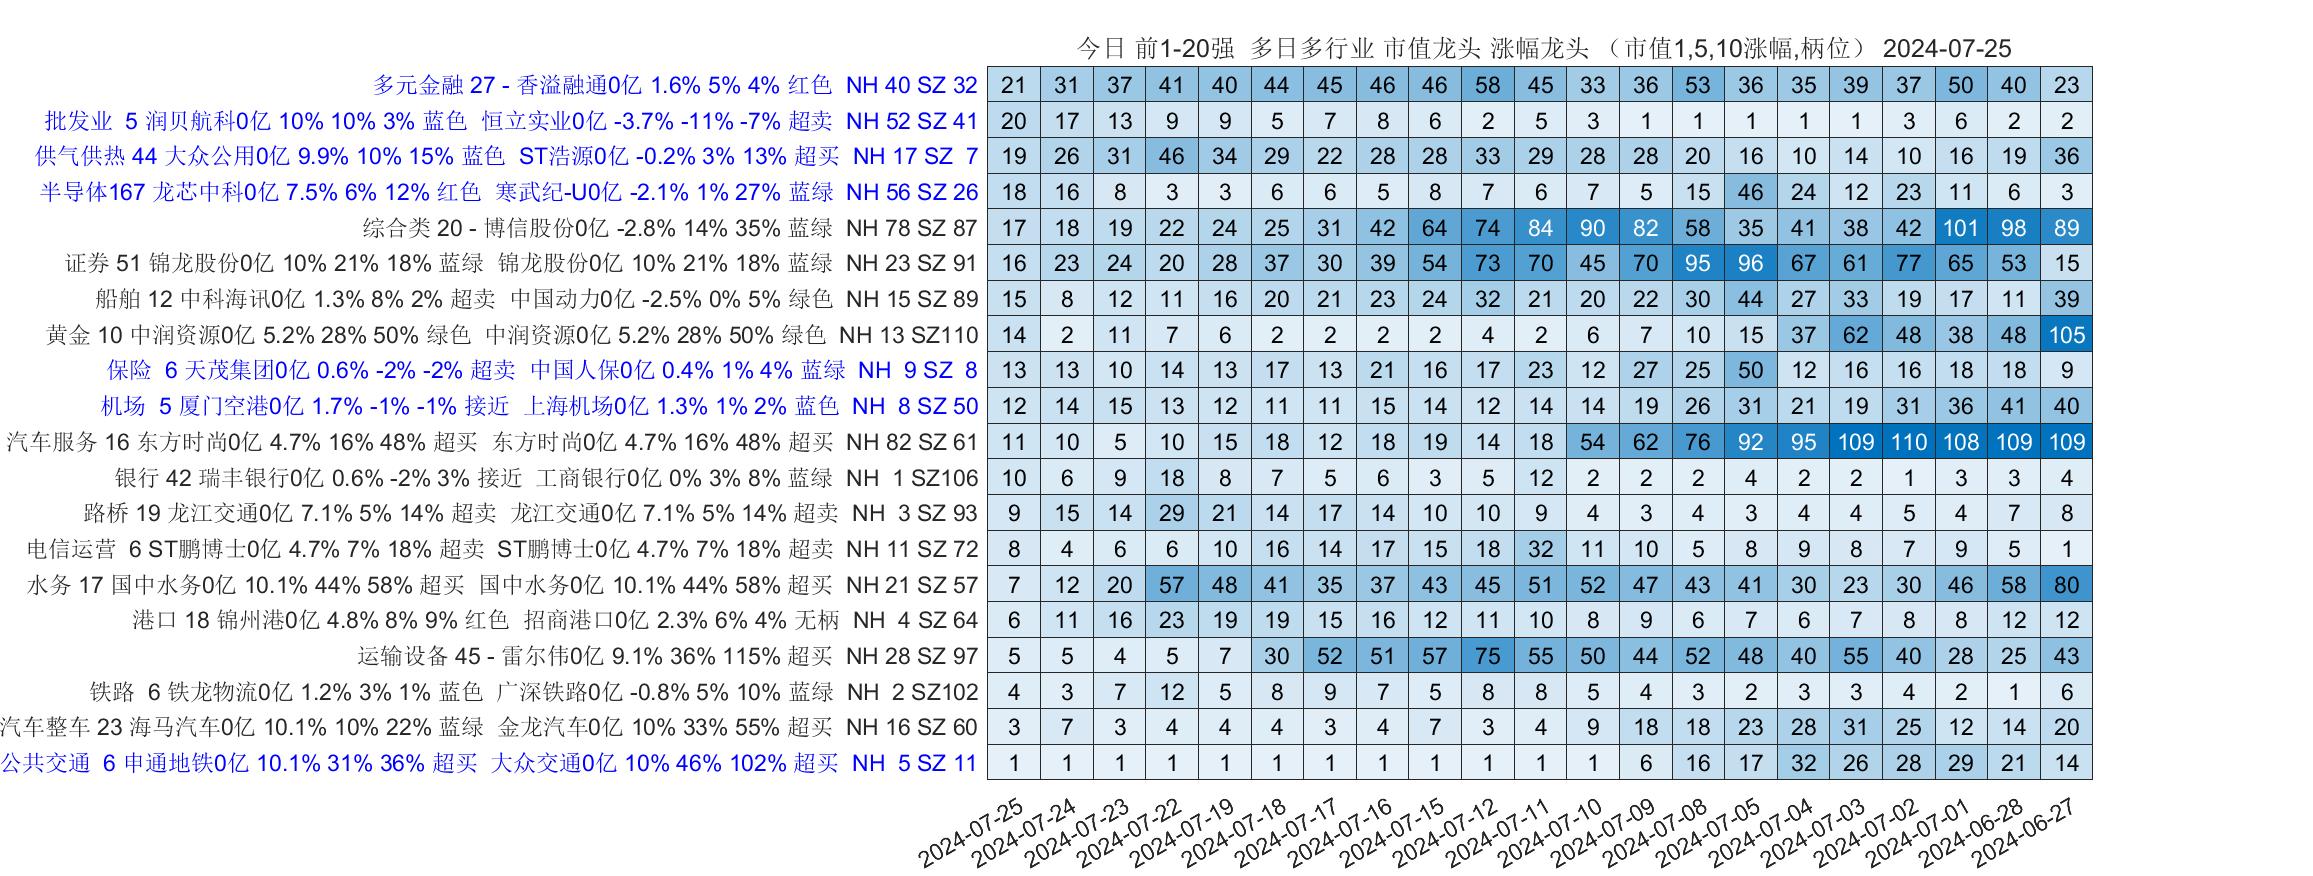 今日 前1-20强 多日多行业 市值龙头 涨幅龙头 （市值1,5,10涨幅,柄位） 2024-07-25
多元金融 27 - 香溢融通0亿 1.6% 5% 4% 红色 NH 40 SZ 32 21 31 37 41 40 44 45 46 46 58 45 33 36 53 36 35 39 37 50 40 23
批发业 5 润贝航科0亿 10% 10% 3% 蓝色 恒立实业0亿 -3.7% -11% -7% 超卖 NH 52 SZ 41 20 17 13 9 9 5 7 8 6 2 5 3 1 1 1 1 1 3 6 2 2
供气供热 44 大众公用0亿 9.9% 10% 15% 蓝色 ST浩源0亿 -0.2% 3% 13% 超买 NH 17 SZ 7 19 26 31 46 34 29 22 28 28 33 29 28 28 20 16 10 14 10 16 19 36
半导体167 龙芯中科0亿 7.5% 6% 12% 红色 寒武纪-U0亿 -2.1% 1% 27% 蓝绿 NH 56 SZ 26 18 16 8 3 3 6 6 5 8 7 6 7 5 15 46 24 12 23 11 6 3
综合类 20 - 博信股份0亿 -2.8% 14% 35% 蓝绿 NH 78 SZ 87 17 18 19 22 24 25 31 42 64 74 84 90 82 58 35 41 38 42 101 98 89
证券 51 锦龙股份0亿 10% 21% 18% 蓝绿 锦龙股份0亿 10% 21% 18% 蓝绿 NH 23 SZ 91 16 23 24 20 28 37 30 39 54 73 70 45 70 95 96 67 61 77 65 53 15
船舶 12 中科海讯0亿 1.3% 8% 2% 超卖 中国动力0亿 -2.5% 0% 5% 绿色 NH 15 SZ 89 15 8 12 11 16 20 21 23 24 32 21 20 22 30 44 27 33 19 17 11 39
黄金 10 中润资源0亿 5.2% 28% 50% 绿色 中润资源0亿 5.2% 28% 50% 绿色 NH 13 SZ110 14 2 11 7 6 2 2 2 2 4 2 6 7 10 15 37 62 48 38 48 105
保险 6 天茂集团0亿 0.6% -2% -2% 超卖 中国人保0亿 0.4% 1% 4% 蓝绿 NH 9 SZ 8 13 13 10 14 13 17 13 21 16 17 23 12 27 25 50 12 16 16 18 18 9
机场 5 厦门空港0亿 1.7% -1% -1% 接近 上海机场0亿 1.3% 1% 2% 蓝色 NH 8 SZ 50 12 14 15 13 12 11 11 15 14 12 14 14 19 26 31 21 19 31 36 41 40
汽车服务 16 东方时尚0亿 4.7% 16% 48% 超买 东方时尚0亿 4.7% 16% 48% 超买 NH 82 SZ 61 11 10 5 10 15 18 12 18 19 14 18 54 62 76 92 95 109 110 108 109 109
银行 42 瑞丰银行0亿 0.6% -2% 3% 接近 工商银行0亿 0% 3% 8% 蓝绿 NH 1 SZ106 10 6 9 18 8 7 5 6 3 5 12 2 2 2 4 2 2 1 3 3 4
路桥 19 龙江交通0亿 7.1% 5% 14% 超卖 龙江交通0亿 7.1% 5% 14% 超卖 NH 3 SZ 93 9 15 14 29 21 14 17 14 10 10 9 4 3 4 3 4 4 5 4 7 8
电信运营 6 ST鹏博士0亿 4.7% 7% 18% 超卖 ST鹏博士0亿 4.7% 7% 18% 超卖 NH 11 SZ 72 8 4 6 6 10 16 14 17 15 18 32 11 10 5 8 9 8 7 9 5 1
水务 17 国中水务0亿 10.1% 44% 58% 超买 国中水务0亿 10.1% 44% 58% 超买 NH 21 SZ 57 7 12 20 57 48 41 35 37 43 45 51 52 47 43 41 30 23 30 46 58 80
港口 18 锦州港0亿 4.8% 8% 9% 红色 招商港口0亿 2.3% 6% 4% 无柄 NH 4 SZ 64 6 11 16 23 19 19 15 16 12 11 10 8 9 6 7 6 7 8 8 12 12
运输设备 45 - 雷尔伟0亿 9.1% 36% 115% 超买 NH 28 SZ 97 5 5 4 5 7 30 52 51 57 75 55 50 44 52 48 40 55 40 28 25 43
铁路 6 铁龙物流0亿 1.2% 3% 1% 蓝色 广深铁路0亿 -0.8% 5% 10% 蓝绿 NH 2 SZ102 4 3 7 12 5 8 9 7 5 8 8 5 4 3 2 3 3 4 2 1 6
汽车整车 23 海马汽车0亿 10.1% 10% 22% 蓝绿 金龙汽车0亿 10% 33% 55% 超买 NH 16 SZ 60 3 7 3 4 4 4 3 4 7 3 4 9 18 18 23 28 31 25 12 14 20
公共交通 6 申通地铁0亿 10.1% 31% 36% 超买 大众交通0亿 10% 46% 102% 超买 NH 5 SZ 11 1 1 1 1 1 1 1 1 1 1 1 1 6 16 17 32 26 28 29 21 14
2024-07-25 2024-07-24 2024-07-23 2024-07-22 2024-07-19 2024-07-18 2024-07-17 2024-07-16 2024-07-15 2024-07-12 2024-07-11 2024-07-10 2024-07-09 2024-07-08 2024-07-05 2024-07-04 2024-07-03 2024-07-02 2024-07-01 2024-06-28 2024-06-27